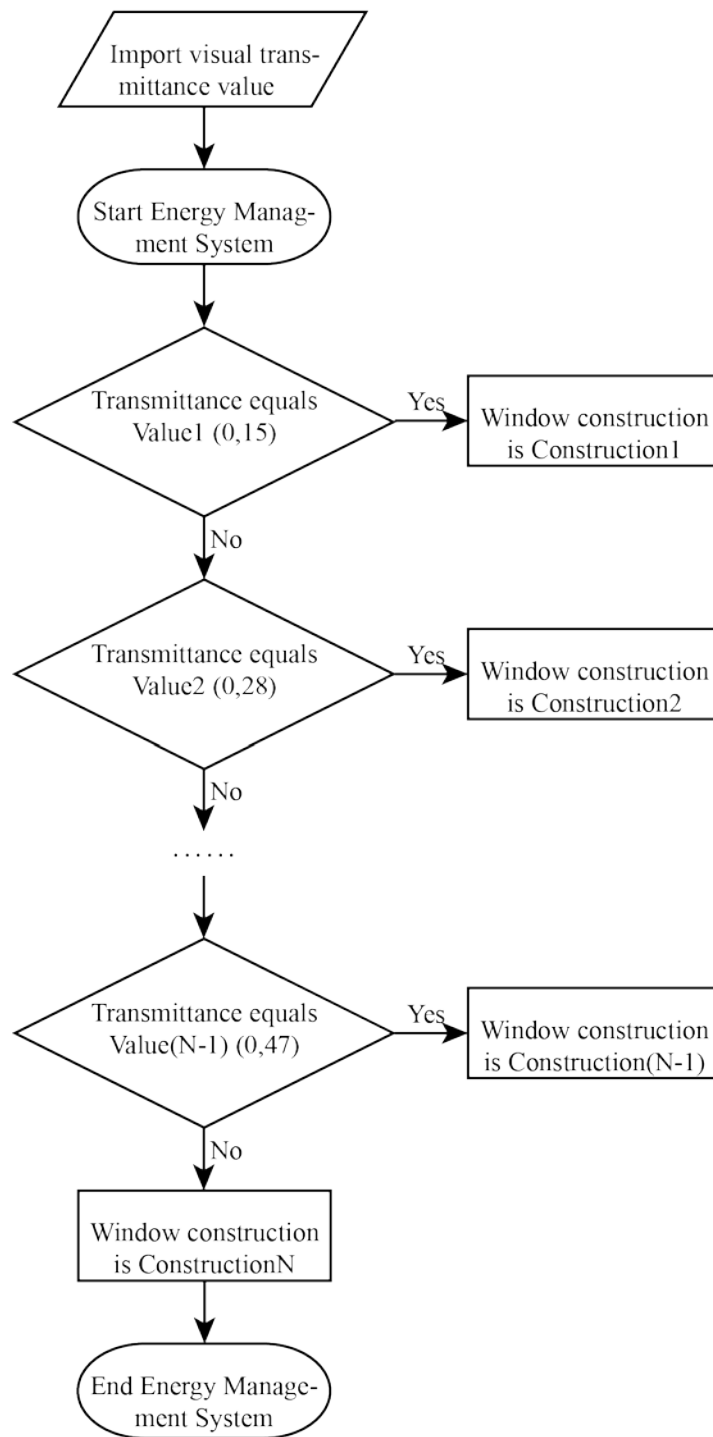 Import visual trans-
mittance value
Start Energy Manag-
ment System
Transmittance equals
Value1 (0,15)
Yes
Window construction
is Construction1
No
Transmittance equals
Value2 (0,28)
Yes
Window construction
is Construction2
No
......
Transmittance equals
Value(N-1) (0,47)
Yes
Window construction
is Construction(N-1)
No
Window construction
is ConstructionN
End Energy Manage-
ment System